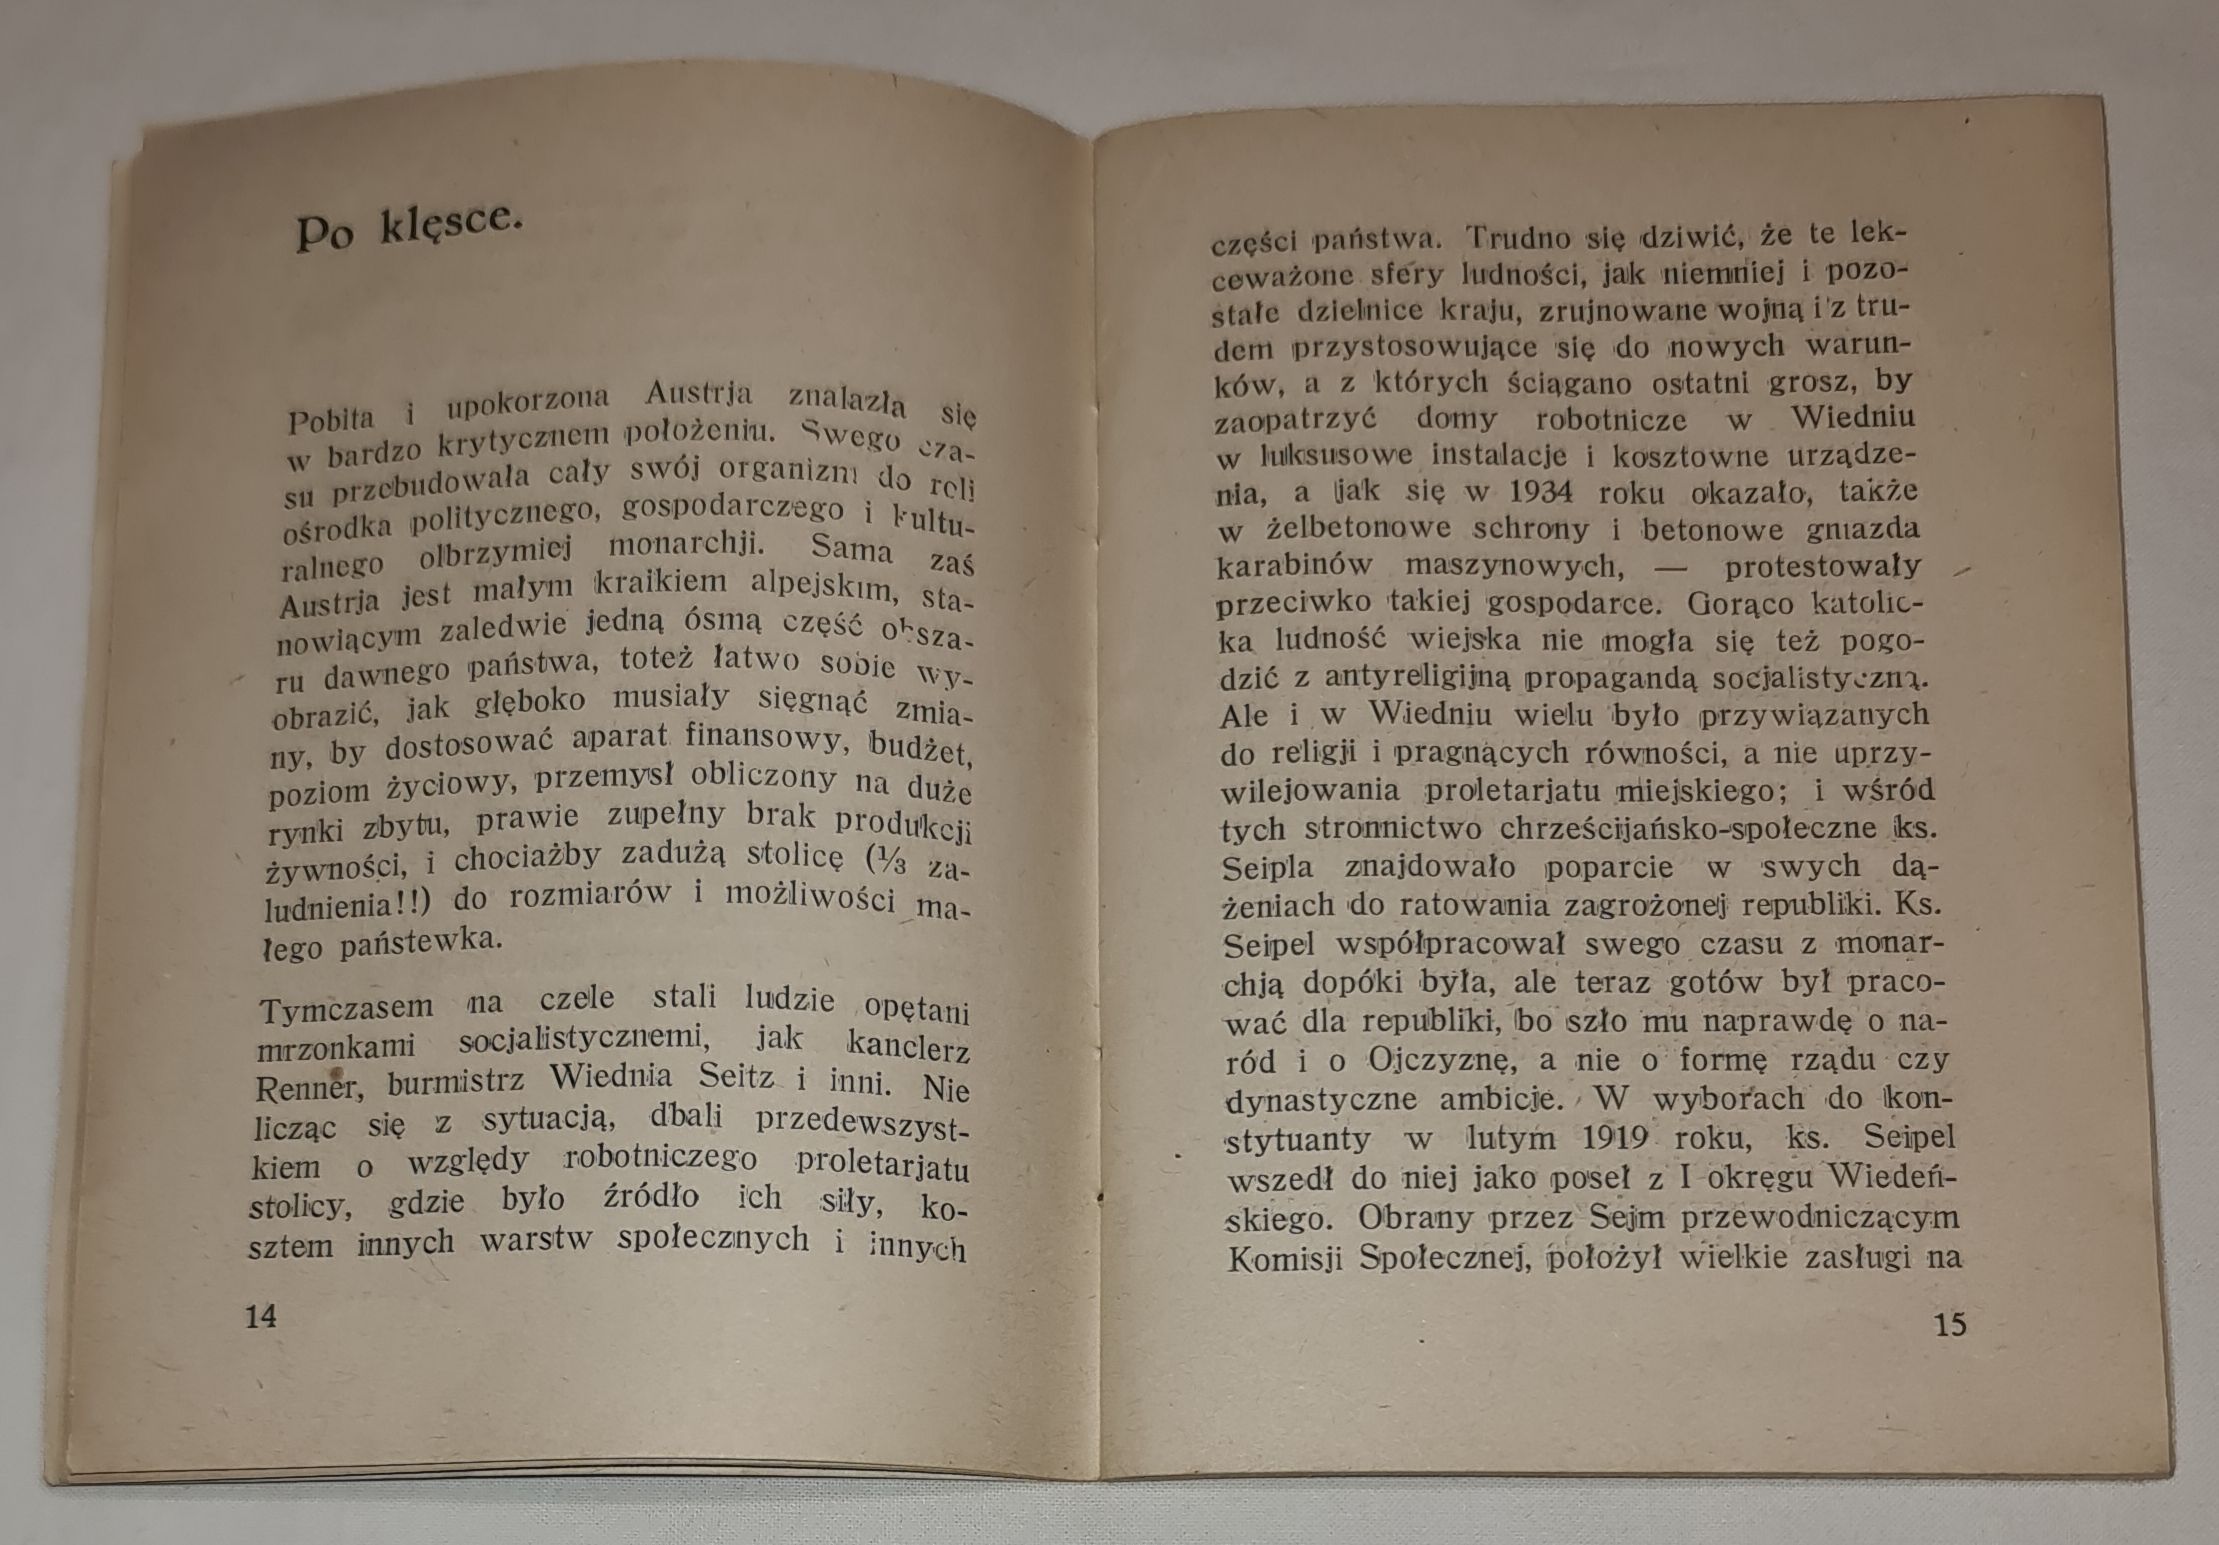 Po klęsce.
Pobita i upokorzona Austrja znalazła się
w bardzo krytycznem położeniu. Swego cza-
su przebudowała cały swój organizm do roli
ośrodka politycznego, gospodarczego i kultu-
ralnego olbrzymiej monarchji. Sama zaś
Austrja jest małym kraikiem alpejskim, sta-
nowiącym zaledwie jedną ósmą część obsza-
ru dawnego państwa, toteż łatwo sobie wy-
obrazić, jak głęboko musiały sięgnąć zmia-
ny, by dostosować aparat finansowy, budżet,
poziom życiowy, przemysł obliczony na duże
rynki zbytu, prawie zupełny brak produkcji
żywności, i chociażby zadużą stolicę (⅓ za-
ludnienia!!) do rozmiarów i możliwości ma-
łego państewka.
Tymczasem na czele stali ludzie opętani
mrzonkami socjalistycznemi, jak kanclerz
Renner, burmistrz Wiednia Seitz i inni. Nie
licząc się z sytuacją, dbali przedewszyst-
kiem o względy robotniczego proletarjatu
stolicy, gdzie było źródło ich siły, ko-
sztem innych warstw społecznych i innych
14
części państwa. Trudno się dziwić, że te lek-
ceważone sfery ludności, jak niemniej i pozo-
stałe dzielnice kraju, zrujnowane wojną i z tru-
dem przystosowujące się do nowych warun-
ków, a z których ściągano ostatni grosz, by
zaopatrzyć domy robotnicze w Wiedniu
w luksusowe instalacje i kosztowne urządze-
nia, a jak się w 1934 roku okazało, także
w żelbetonowe schrony i betonowe gniazda
karabinów maszynowych, — protestowały
przeciwko takiej gospodarce. Gorąco katolic-
ka ludność wiejska nie mogła się też pogo-
dzić z antyreligijną propagandą socjalistyczną.
Ale i w Wiedniu wielu było przywiązanych
do religji i pragnących równości, a nie uprzy-
wilejowania proletarjatu miejskiego; i wśród
tych stronnictwo chrześcijańsko-społeczne ks.
Seipla znajdowało poparcie w swych dą-
żeniach do ratowania zagrożonej republiki. Ks.
Seipel współpracował swego czasu z monar-
chją dopóki była, ale teraz gotów był praco-
wać dla republiki, bo szło mu naprawdę o na-
ród i o Ojczyznę, a nie o formę rządu czy
dynastyczne ambicje. W wyborach do kon-
stytuanty w lutym 1919 roku, ks. Seipel
wszedł do niej jako poseł z I okręgu Wiedeń-
skiego. Obrany przez Sejm przewodniczącym
Komisji Społecznej, położył wielkie zasługi na
15